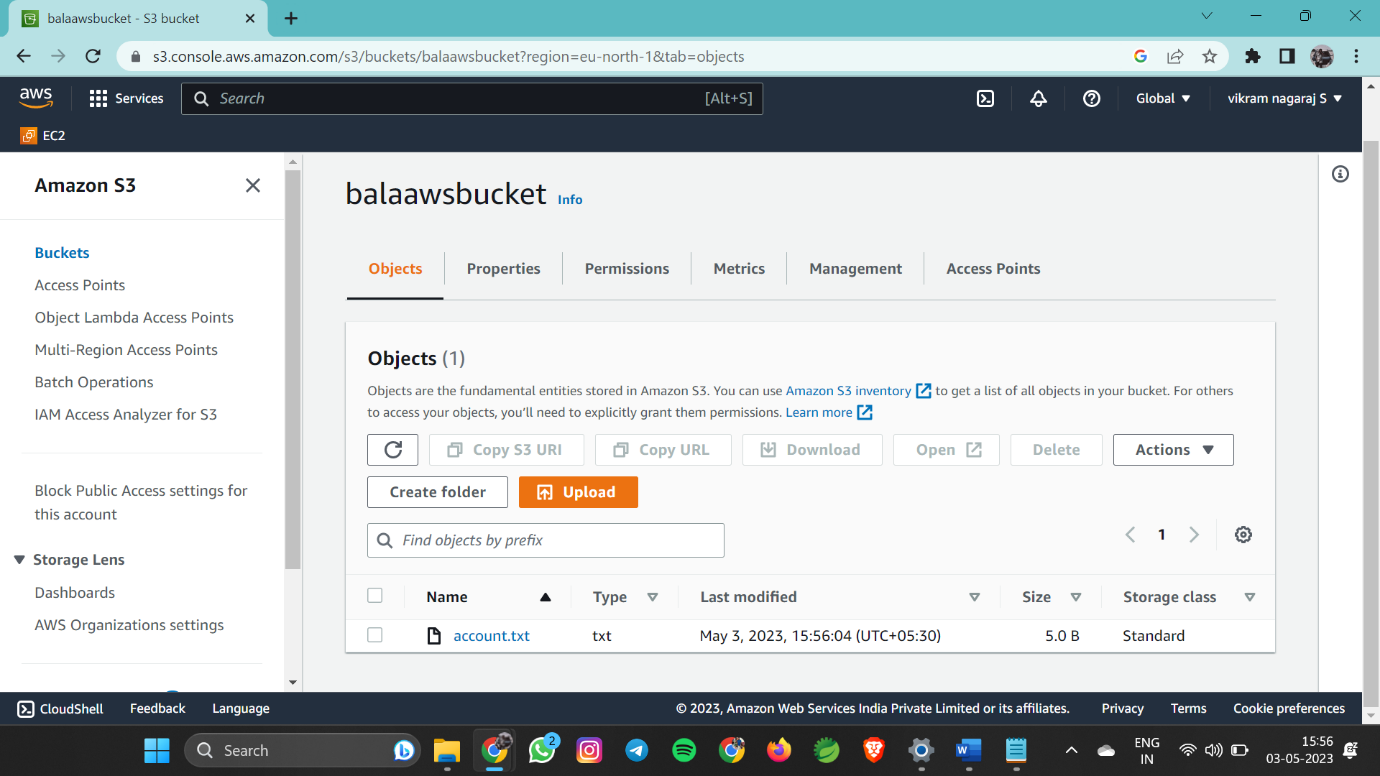 balaawsbucket - S3 bucket
s3.console.aws.amazon.com/s3/buckets/balaawsbucket?region=eu-north-1&tab=objects
aws Services Search [Alt+S] Global vikram nagaraj S
EC2
Amazon S3
Buckets
Access Points
Object Lambda Access Points
Multi-Region Access Points
Batch Operations
IAM Access Analyzer for S3
Block Public Access settings for
this account
Storage Lens
Dashboards
AWS Organizations settings
balaawsbucket Info
Objects Properties Permissions Metrics Management Access Points
Objects (1)
Objects are the fundamental entities stored in Amazon S3. You can use Amazon S3 inventory to get a list of all objects in your bucket. For others
to access your objects, you'll need to explicitly grant them permissions. Learn more
Copy S3 URI Copy URL Download Open Delete Actions
Create folder Upload
Find objects by prefix 1
Name Type Last modified Size Storage class
account.txt txt May 3, 2023, 15:56:04 (UTC+05:30) 5.0 B Standard
CloudShell Feedback Language © 2023, Amazon Web Services India Private Limited or its affiliates. Privacy Terms Cookie preferences
Search 2 ENG 15:56
IN 03-05-2023